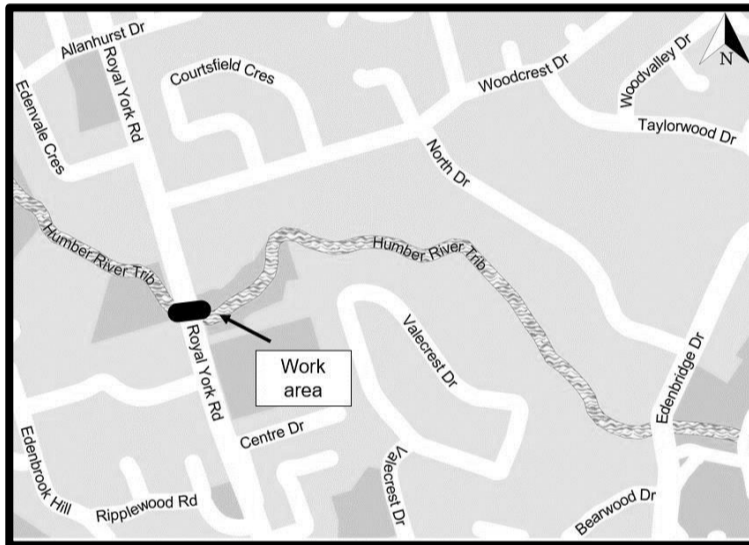 Allanhurst Dr
Royal York Rd
Courtsfield Cres
Woodcrest Dr
Woodvalley Dr
N
Edenvale Cres
Taylorwood Dr
North Dr
Humber River Trib
Humber River Trib
Royal York Rd
Work
area
Valecrest Dr
Edenbridge Dr
Centre Dr
Edenbrook Hill
Ripplewood Rd
Valecrest Dr
Bearwood Dr